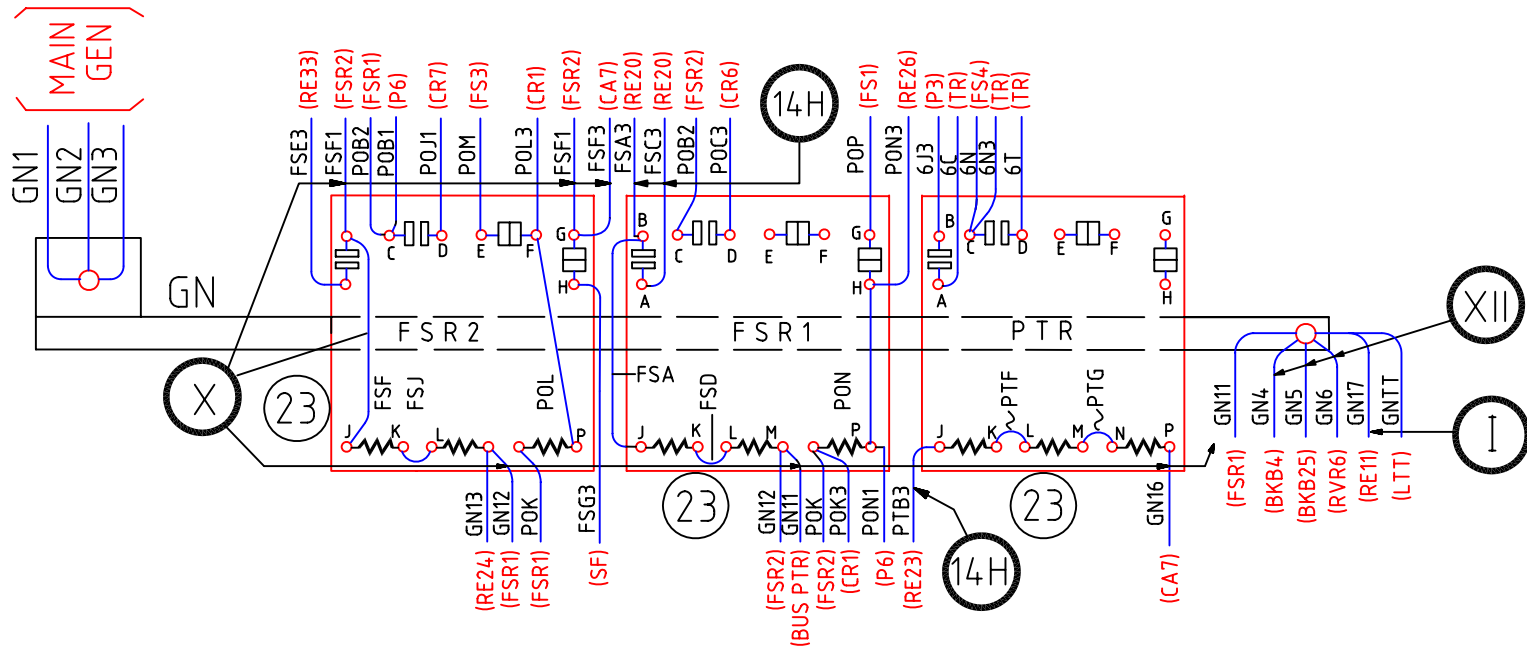 (MAIN GEN)
GN1
GN2
GN3
GN
(RE33)
(FSR2)
(FSR1)
(P6)
(CR7)
(FS3)
(CR1)
(FSR2)
(CA7)
(RE20)
(RE20)
(FSR2)
(CR6)
14H
(FS1)
(RE26)
(P3)
(TR)
(FS4)
(TR)
(TR)
FSE3
FSF1
POB2
POB1
POJ1
POM
POL3
FSF1
FSF3
FSA3
FSC3
POB2
POC3
POP
PON3
6J3
6C
6N
6N3
6T
C
D
E
F
G
H
B
A
C
D
E
F
G
H
B
A
C
D
E
F
G
H
FSR2
FSR1
PTR
X
23
FSF
FSJ
POL
FSA
FSD
PON
PTF
PTG
J
K
L
P
J
K
L
M
P
J
K
L
M
N
P
GN13
GN12
POK
FSG3
23
GN12
GN11
POK
POK3
PON1
PTB3
23
GN16
(RE24)
(FSR1)
(FSR1)
(SF)
(FSR2)
(BUS PTR)
(FSR2)
(CR1)
(P6)
(RE23)
14H
(CA7)
XII
GN11
GN4
GN5
GN6
GN17
GNTT
I
(FSR1)
(BKB4)
(BKB25)
(RVR6)
(RE11)
(LTT)